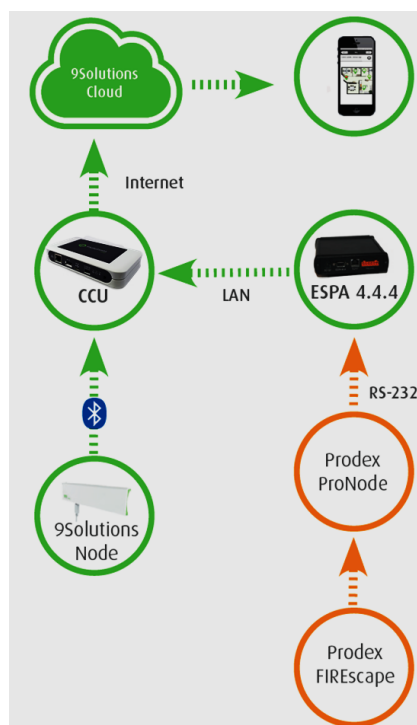 9Solutions
Cloud
Internet
CCU
LAN
ESPA 4.4.4
RS-232
Prodex
ProNode
9Solutions
Node
Prodex
FIREscape